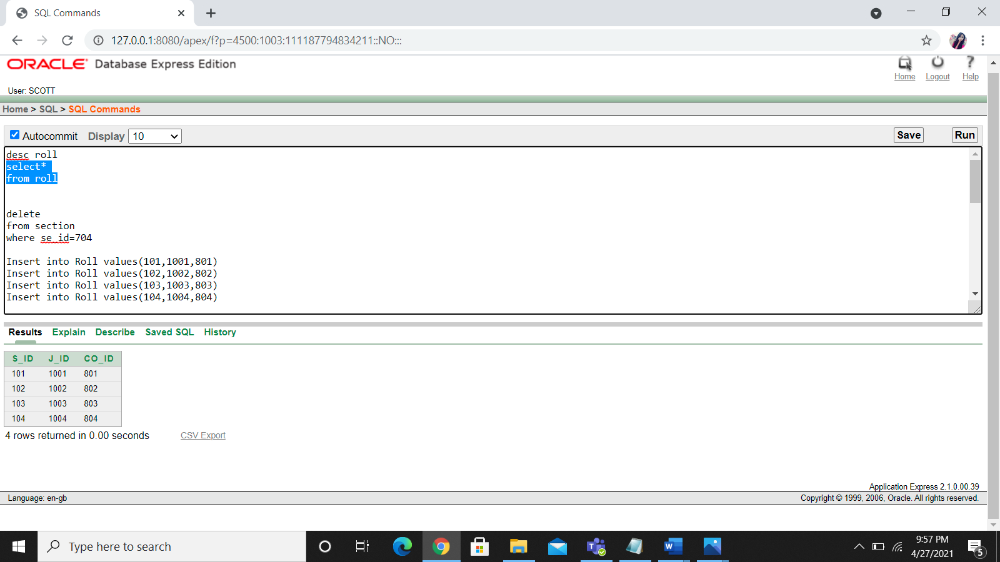 SQL Commands
127.0.0.1:8080/apex/f?p=4500:1003:111187794834211::NO:::
ORACLE Database Express Edition
Home Logout Help
User: SCOTT
Home > SQL > SQL Commands
Autocommit Display 10 Save Run
desc roll
select*
from roll
delete
from section
where se_id=704
Insert into Roll values(101,1001,801)
Insert into Roll values(102,1002,802)
Insert into Roll values(103,1003,803)
Insert into Roll values(104,1004,804)
Results Explain Describe Saved SQL History
S_ID J_ID CO_ID
101 1001 801
102 1002 802
103 1003 803
104 1004 804
4 rows returned in 0.00 seconds CSV Export
Application Express 2.1.0.00.39
Language: en-gb Copyright © 1999, 2006, Oracle. All rights reserved.
Type here to search
9:57 PM
4/27/2021
5